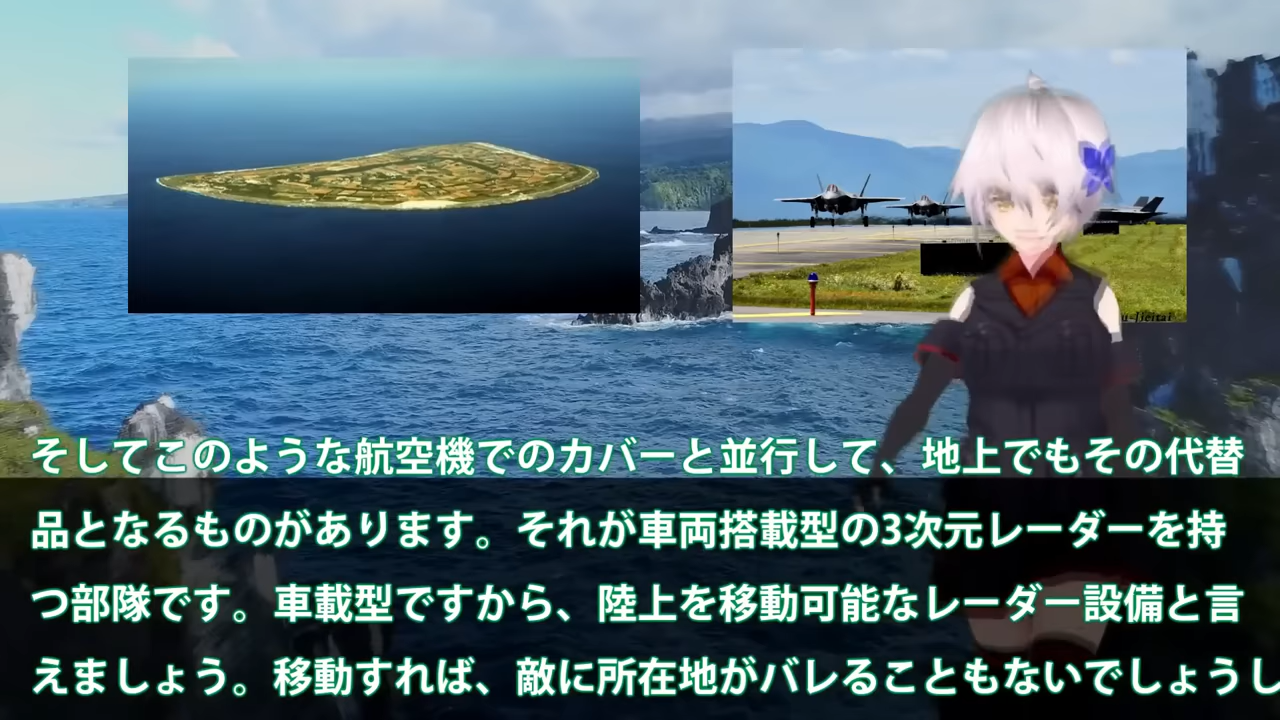 そしてこのような航空機でのカバーと並行して、地上でもその代替
品となるものがあります。それが車両搭載型の3次元レーダーを持
つ部隊です。車載型ですから、陸上を移動可能なレーダー設備と言
えましょう。移動すれば、敵に所在地がバレることもないでしょうし